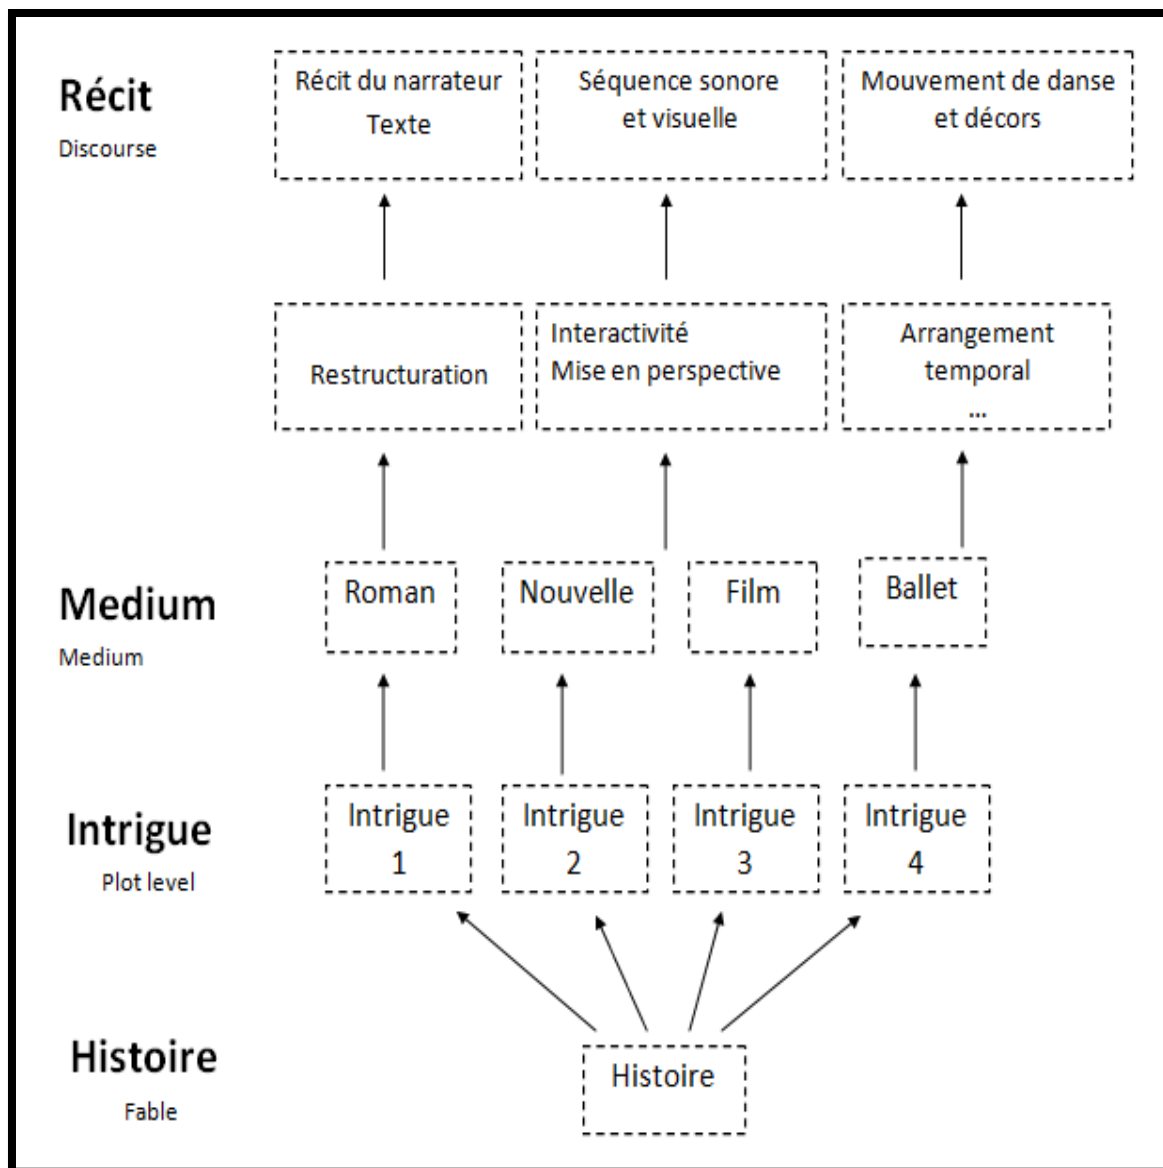 Récit
Discourse
Récit du narrateur
Texte
Séquence sonore
et visuelle
Mouvement de danse
et décors
Restructuration
Interactivité
Mise en perspective
Arrangement
temporal
...
Medium
Medium
Roman
Nouvelle
Film
Ballet
Intrigue
Plot level
Intrigue
1
Intrigue
2
Intrigue
3
Intrigue
4
Histoire
Fable
Histoire